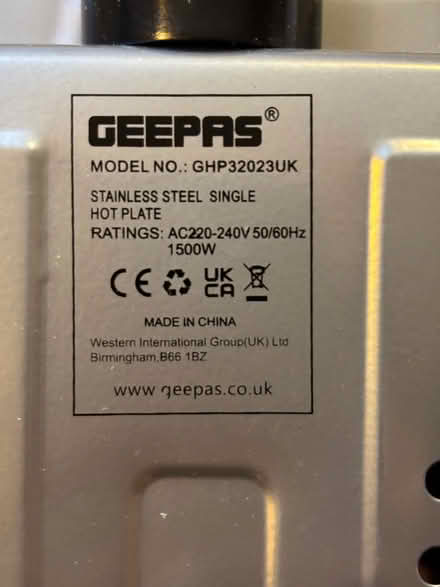 GEEPAS®
MODEL NO.: GHP32023UK
STAINLESS STEEL SINGLE
HOT PLATE
RATINGS: AC220-240V 50/60Hz
1500W
CE UK
CA
MADE IN CHINA
Western International Group(UK) Ltd
Birmingham,B66 1BZ
www.geepas.co.uk